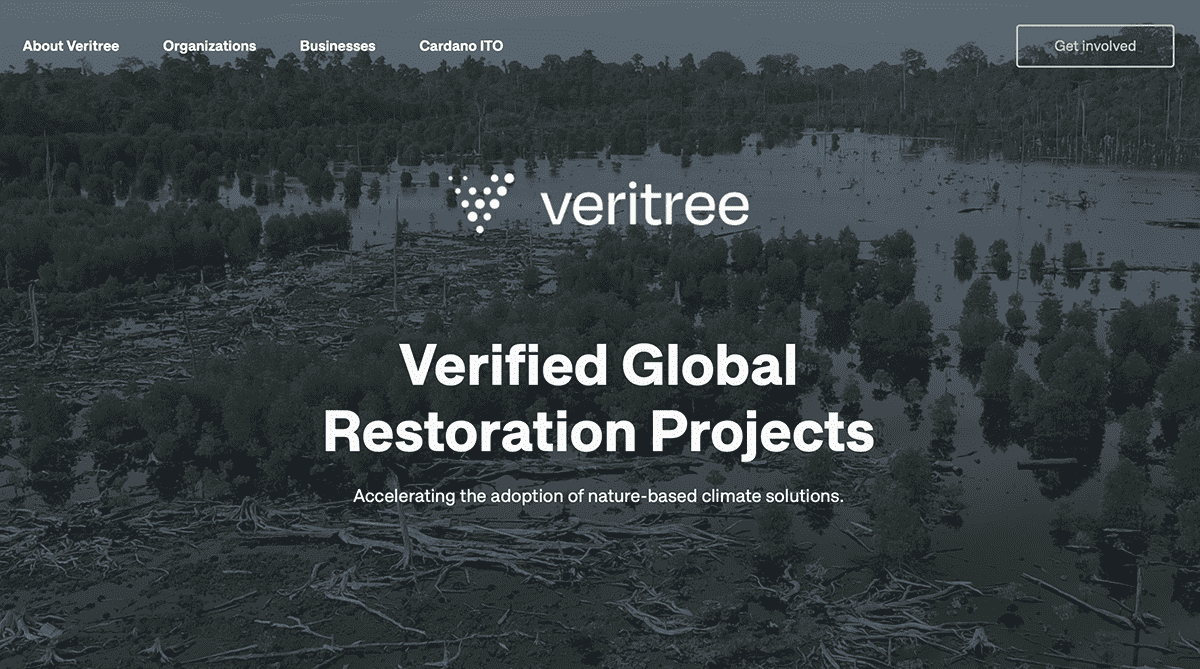 About Veritree
Organizations
Businesses
Cardano ITO
Get involved
veritree
Verified Global
Restoration Projects
Accelerating the adoption of nature-based climate solutions.